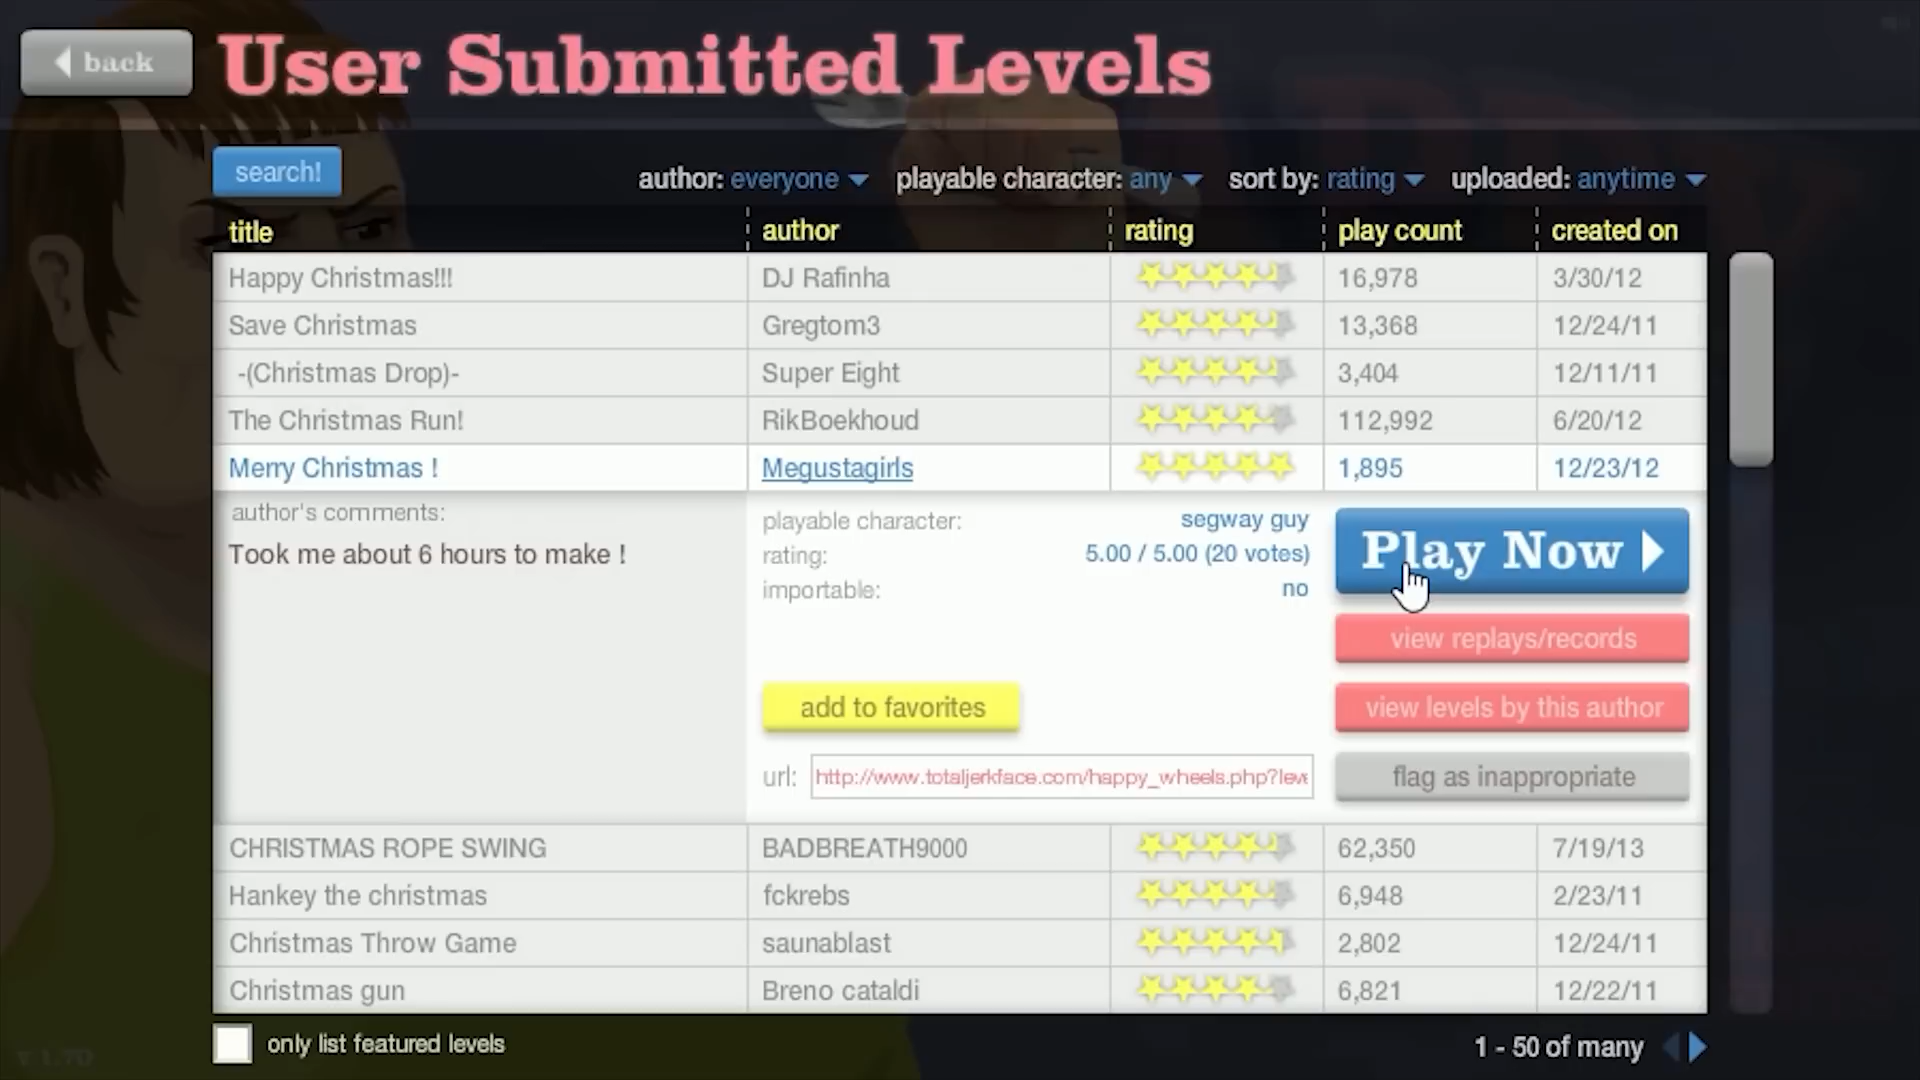 back
User Submitted Levels
search!
author: everyone playable character: any sort by: rating uploaded: anytime
title author rating play count created on
Happy Christmas!!! DJ Rafinha 16,978 3/30/12
Save Christmas Gregtom3 13,368 12/24/11
-(Christmas Drop)- Super Eight 3,404 12/11/11
The Christmas Run! RikBoekhoud 112,992 6/20/12
Merry Christmas ! Megustagirls 1,895 12/23/12
author's comments:
Took me about 6 hours to make !
playable character: segway guy
rating: 5.00 / 5.00 (20 votes)
importable: no
Play Now
view replays/records
add to favorites
view levels by this author
url: http://www.totaljerkface.com/happy_wheels.php?leve
flag as inappropriate
CHRISTMAS ROPE SWING BADBREATH9000 62,350 7/19/13
Hankey the christmas fckrebs 6,948 2/23/11
Christmas Throw Game saunablast 2,802 12/24/11
Christmas gun Breno cataldi 6,821 12/22/11
only list featured levels
1 - 50 of many
v 1.70